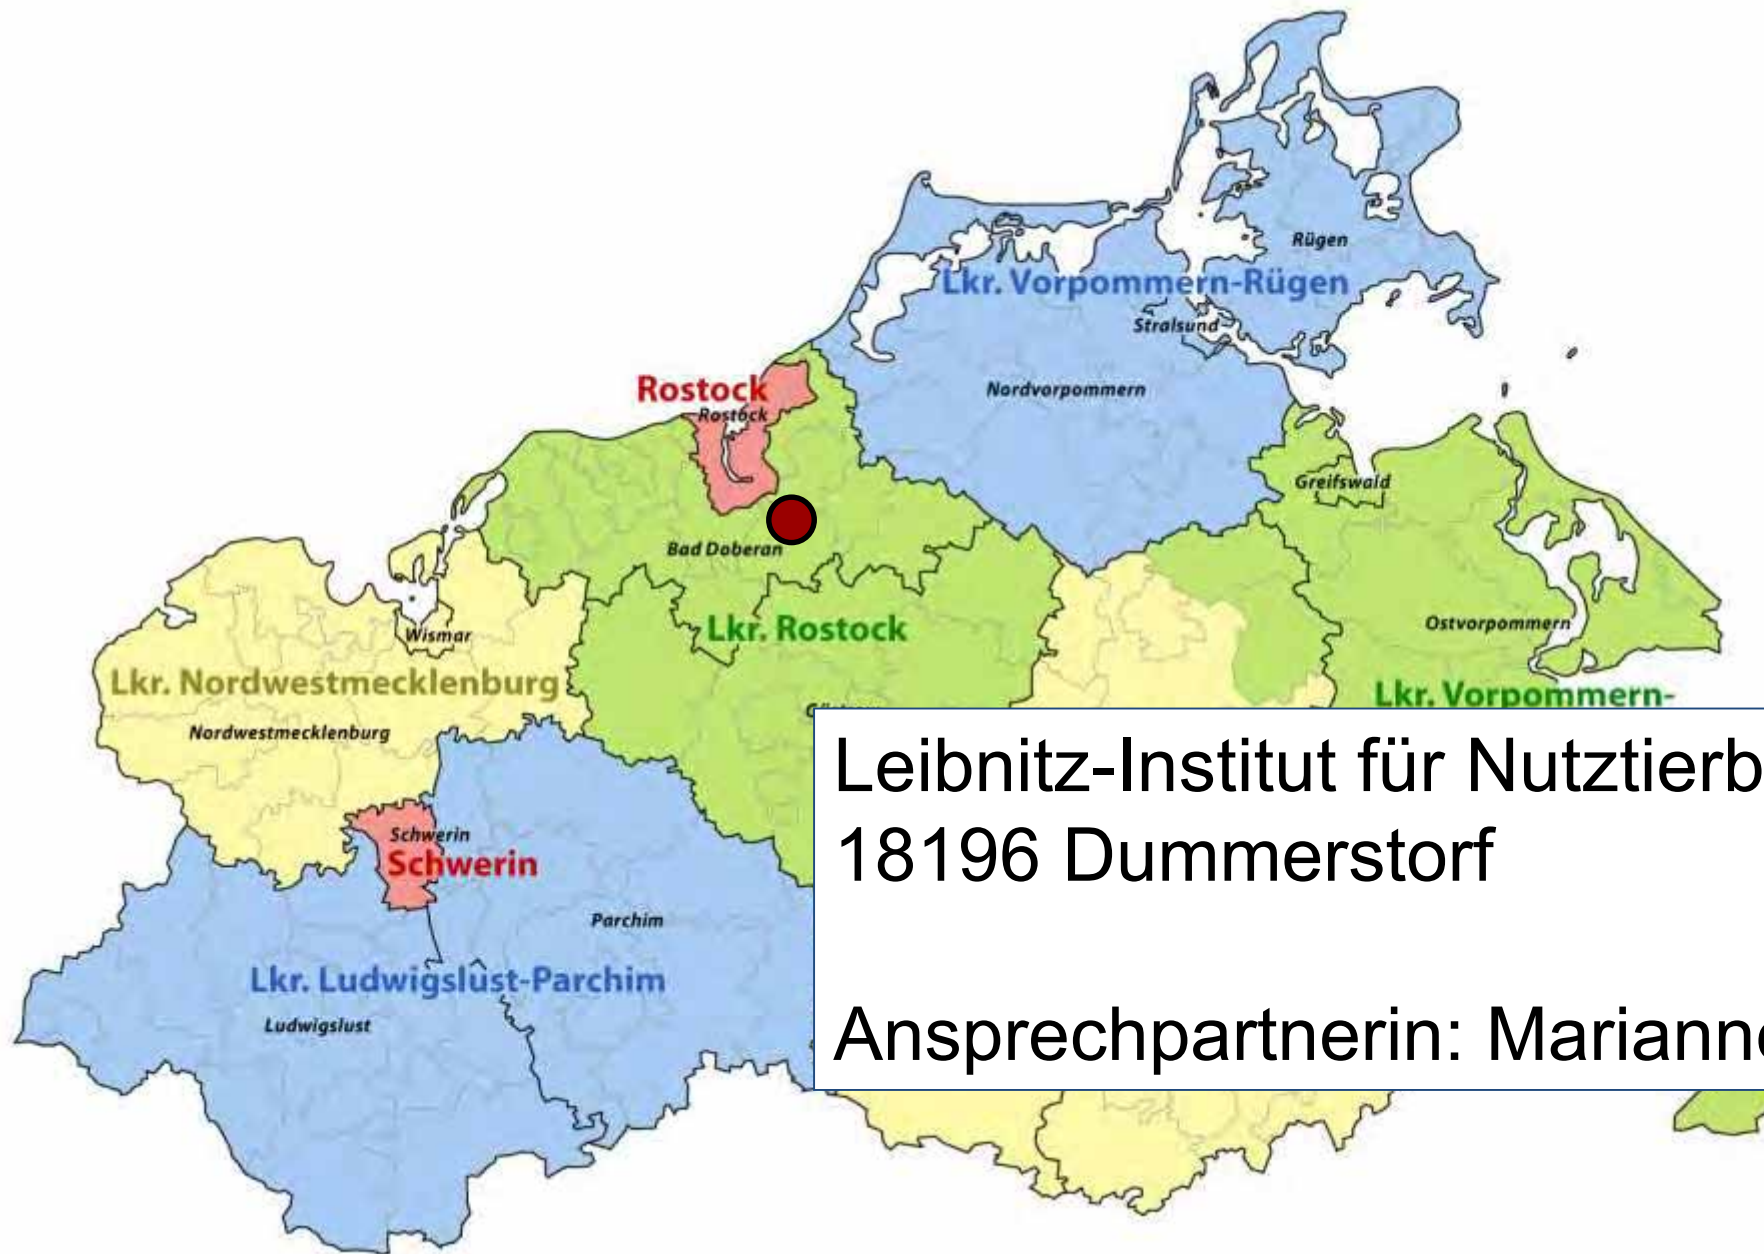 Rügen
Lkr. Vorpommern-Rügen
Stralsund
Nordvorpommern
Rostock
Rostock
Greifswald
Bad Doberan
Wismar
Lkr. Rostock
Ostvorpommern
Lkr. Nordwestmecklenburg
Nordwestmecklenburg
Lkr. Vorpommern-
Leibnitz-Institut für Nutztierb
18196 Dummerstorf
Ansprechpartnerin: Marianne
Schwerin
Schwerin
Parchim
Lkr. Ludwigslust-Parchim
Ludwigslust